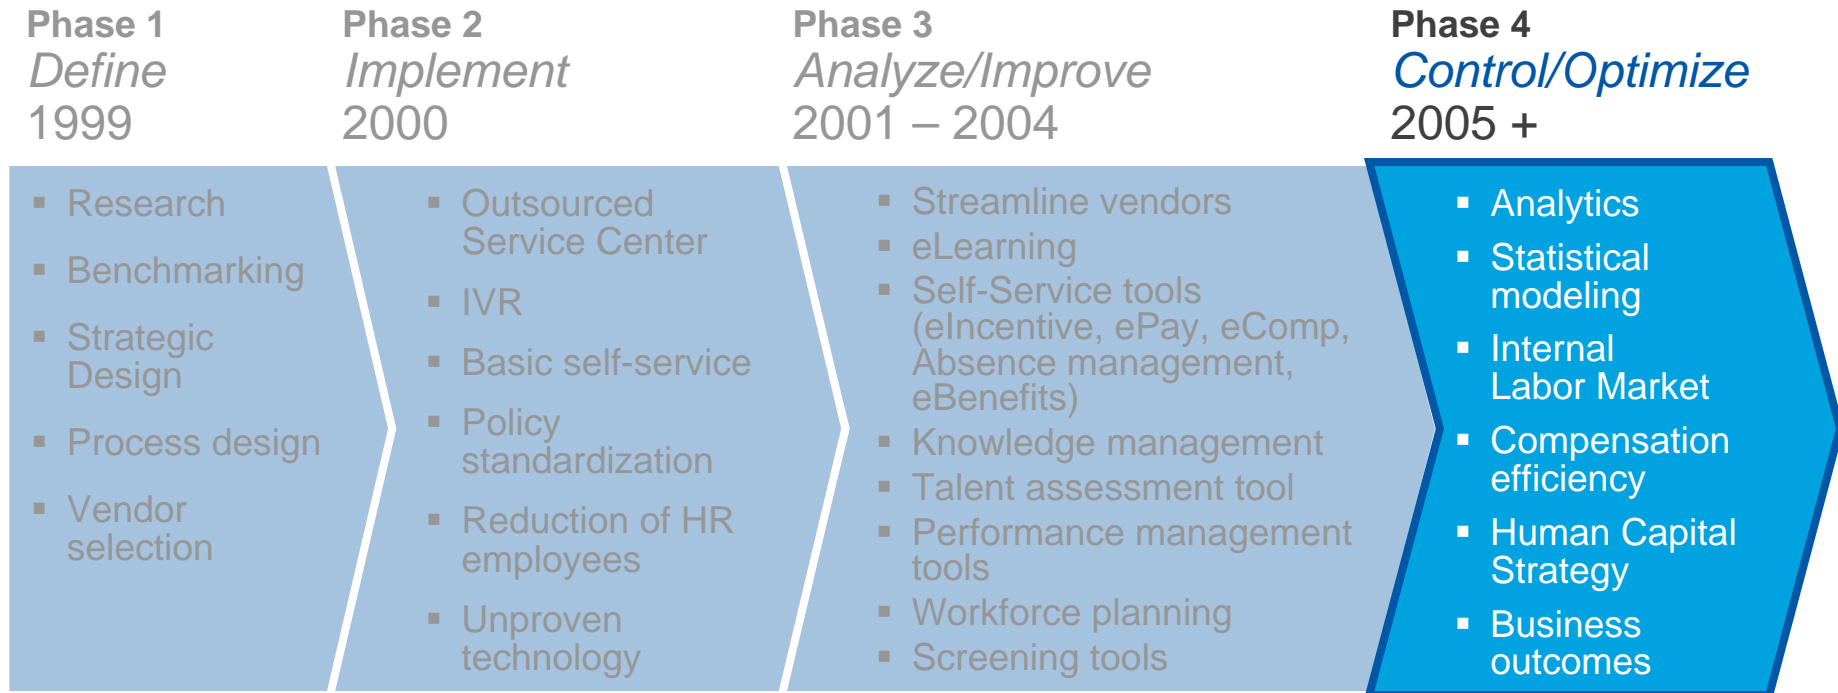 Phase 1
Define
1999
▪ Research
▪ Benchmarking
▪ Strategic
Design
▪ Process design
▪ Vendor
selection
Phase 2
Implement
2000
▪ Outsourced
Service Center
▪ IVR
▪ Basic self-service
▪ Policy
standardization
▪ Reduction of HR
employees
▪ Unproven
technology
Phase 3
Analyze/Improve
2001 – 2004
▪ Streamline vendors
▪ eLearning
▪ Self-Service tools
(eIncentive, ePay, eComp,
Absence management,
eBenefits)
▪ Knowledge management
▪ Talent assessment tool
▪ Performance management
tools
▪ Workforce planning
▪ Screening tools
Phase 4
Control/Optimize
2005 +
▪ Analytics
▪ Statistical
modeling
▪ Internal
Labor Market
▪ Compensation
efficiency
▪ Human Capital
Strategy
▪ Business
outcomes